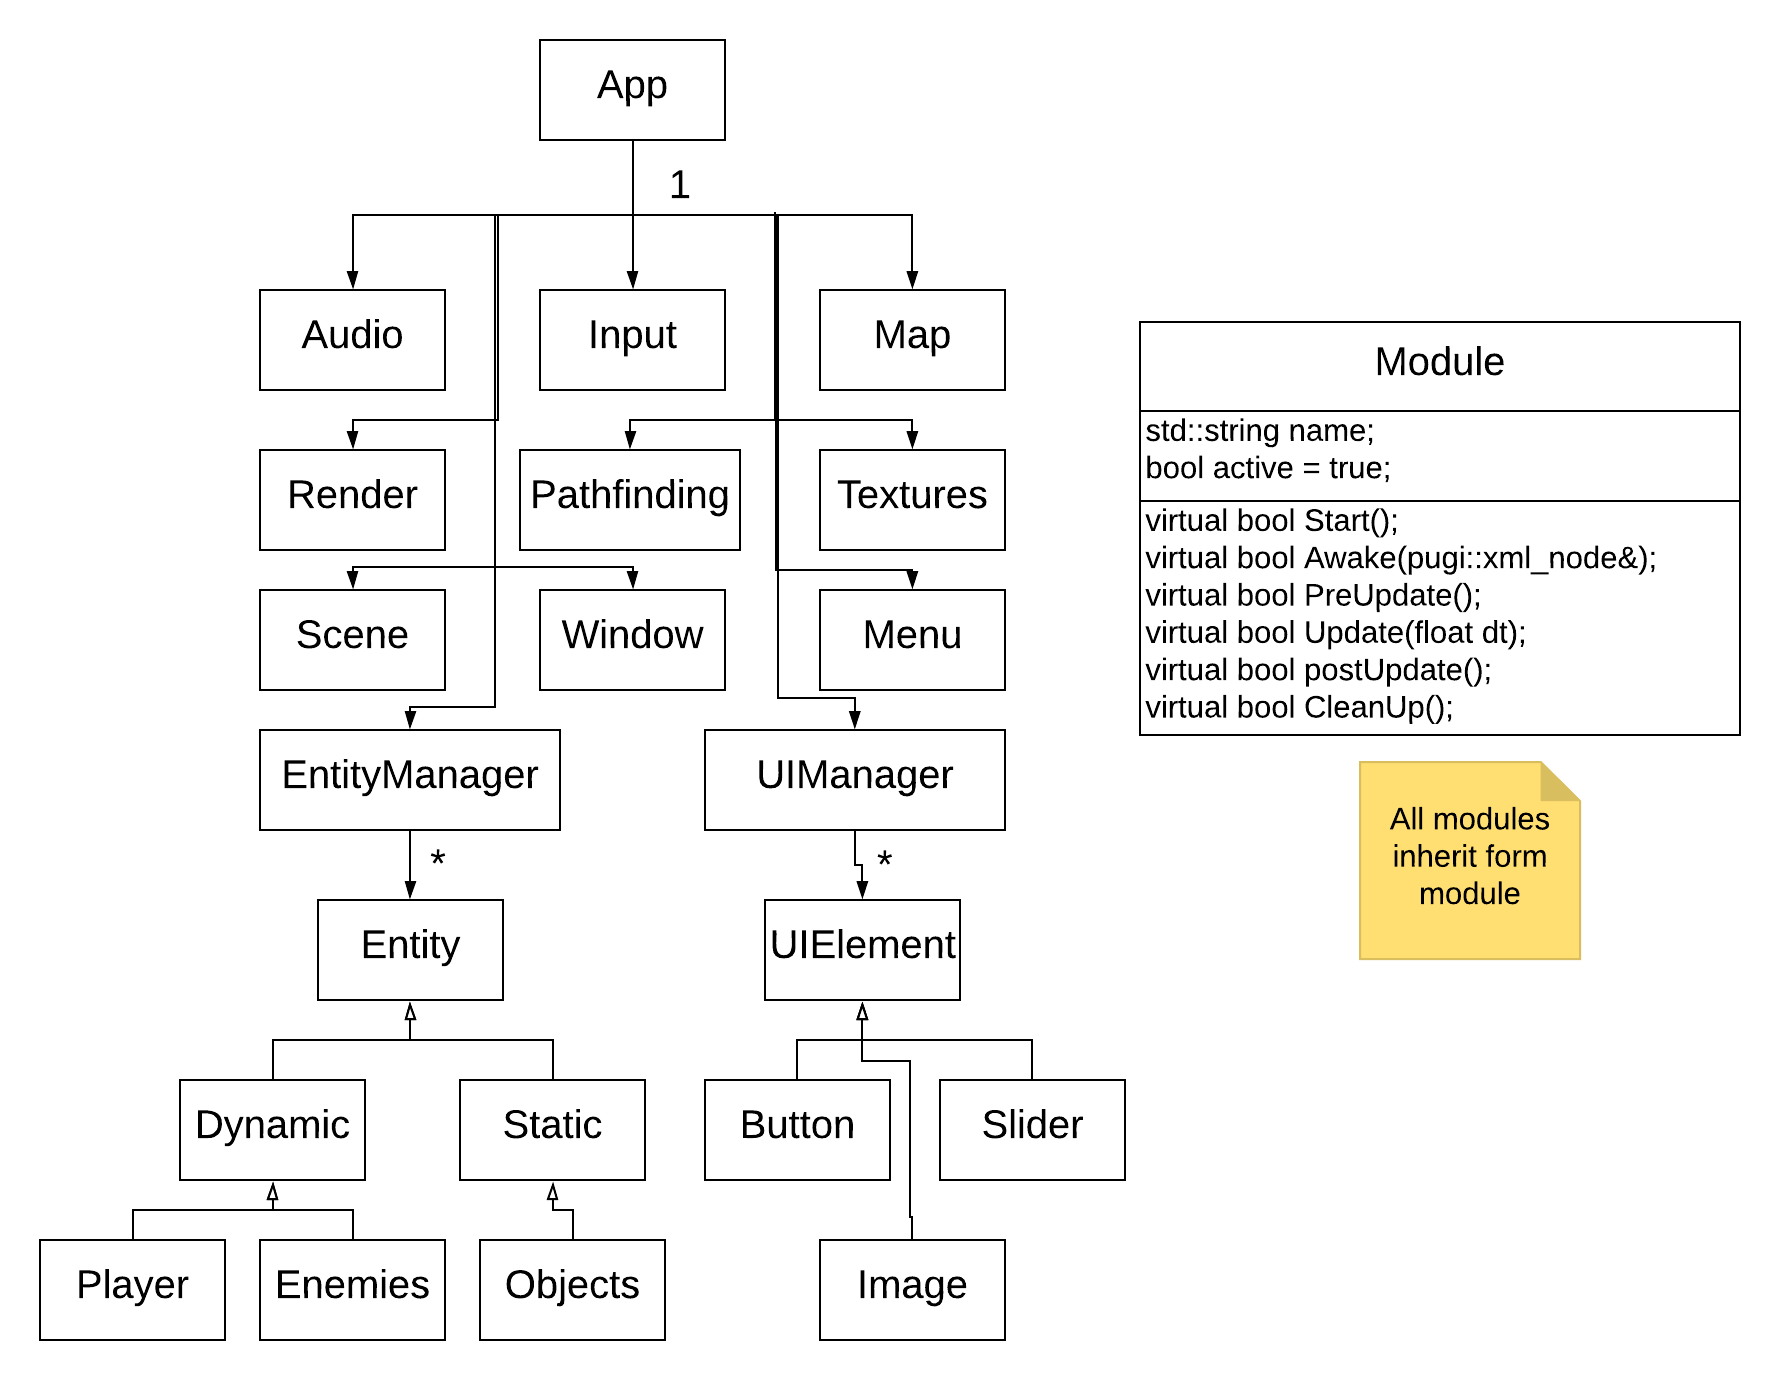 App
1
Audio
Input
Map
Render
Pathfinding
Textures
Scene
Window
Menu
EntityManager
UIManager
*
*
Entity
UIElement
Dynamic
Static
Button
Slider
Player
Enemies
Objects
Image
Module
std::string name;
bool active = true;
virtual bool Start();
virtual bool Awake(pugi::xml_node&);
virtual bool PreUpdate();
virtual bool Update(float dt);
virtual bool postUpdate();
virtual bool CleanUp();
All modules
inherit form
module